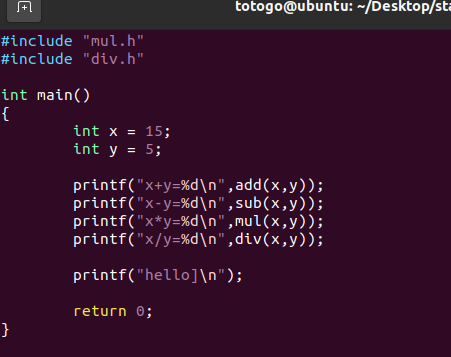 totogo@ubuntu: ~/Desktop/sta
#include "mul.h"
#include "div.h"
int main()
{
int x = 15;
int y = 5;
printf("x+y=%d\n",add(x,y));
printf("x-y=%d\n",sub(x,y));
printf("x*y=%d\n",mul(x,y));
printf("x/y=%d\n",div(x,y));
printf("hello]\n");
return 0;
}